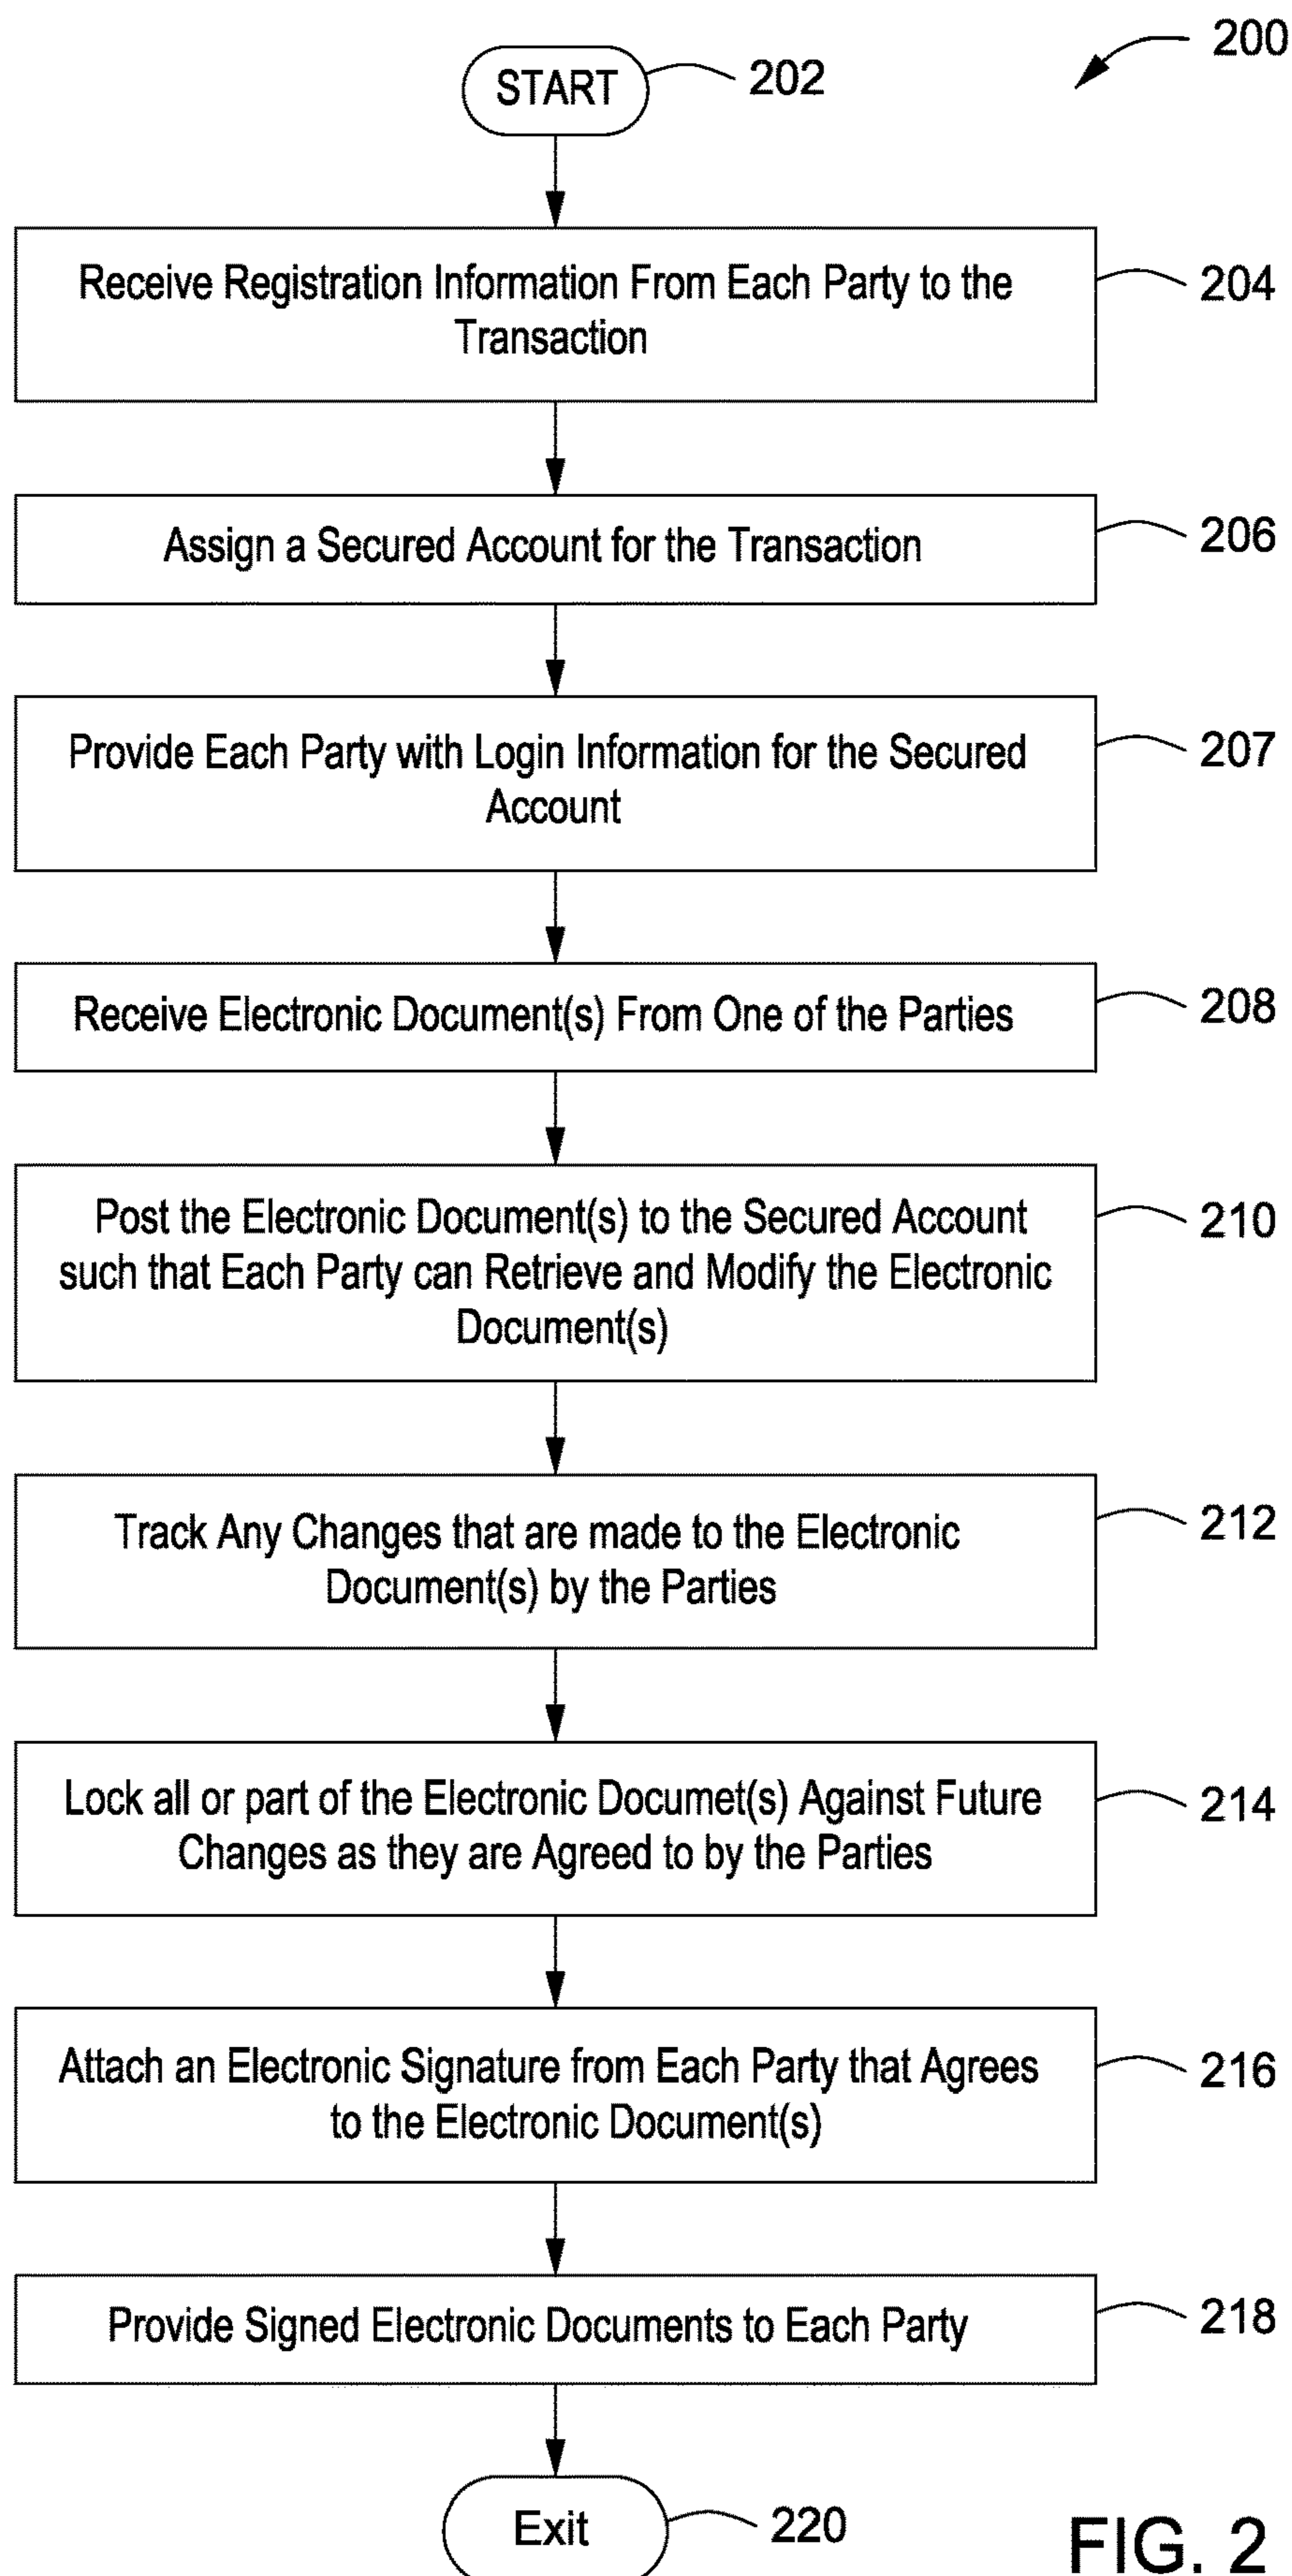 200
START
202
Receive Registration Information From Each Party to the
Transaction
204
Assign a Secured Account for the Transaction
206
Provide Each Party with Login Information for the Secured
Account
207
Receive Electronic Document(s) From One of the Parties
208
Post the Electronic Document(s) to the Secured Account
such that Each Party can Retrieve and Modify the Electronic
Document(s)
210
Track Any Changes that are made to the Electronic
Document(s) by the Parties
212
Lock all or part of the Electronic Documet(s) Against Future
Changes as they are Agreed to by the Parties
214
Attach an Electronic Signature from Each Party that Agrees
to the Electronic Document(s)
216
Provide Signed Electronic Documents to Each Party
218
Exit
220
FIG. 2